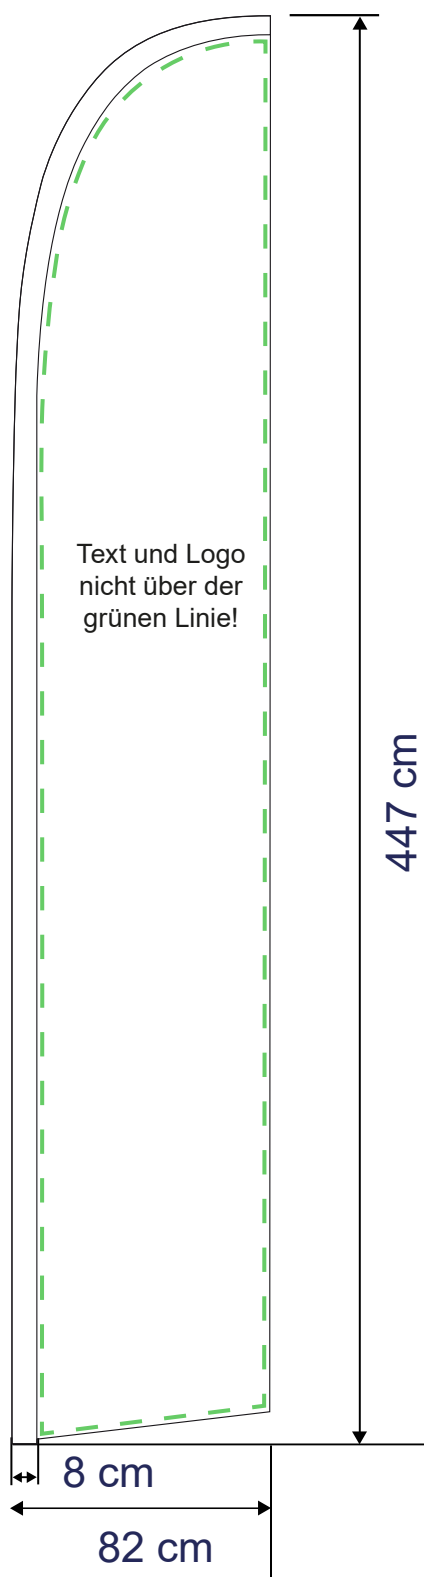 Text und Logo
nicht über der
grünen Linie!
447 cm
8 cm
82 cm